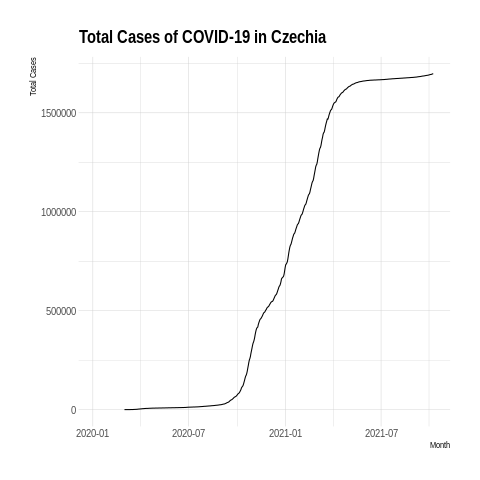 Total Cases of COVID-19 in Czechia
Total Cases
1500000
1000000
500000
0
2020-01 2020-07 2021-01 2021-07
Month